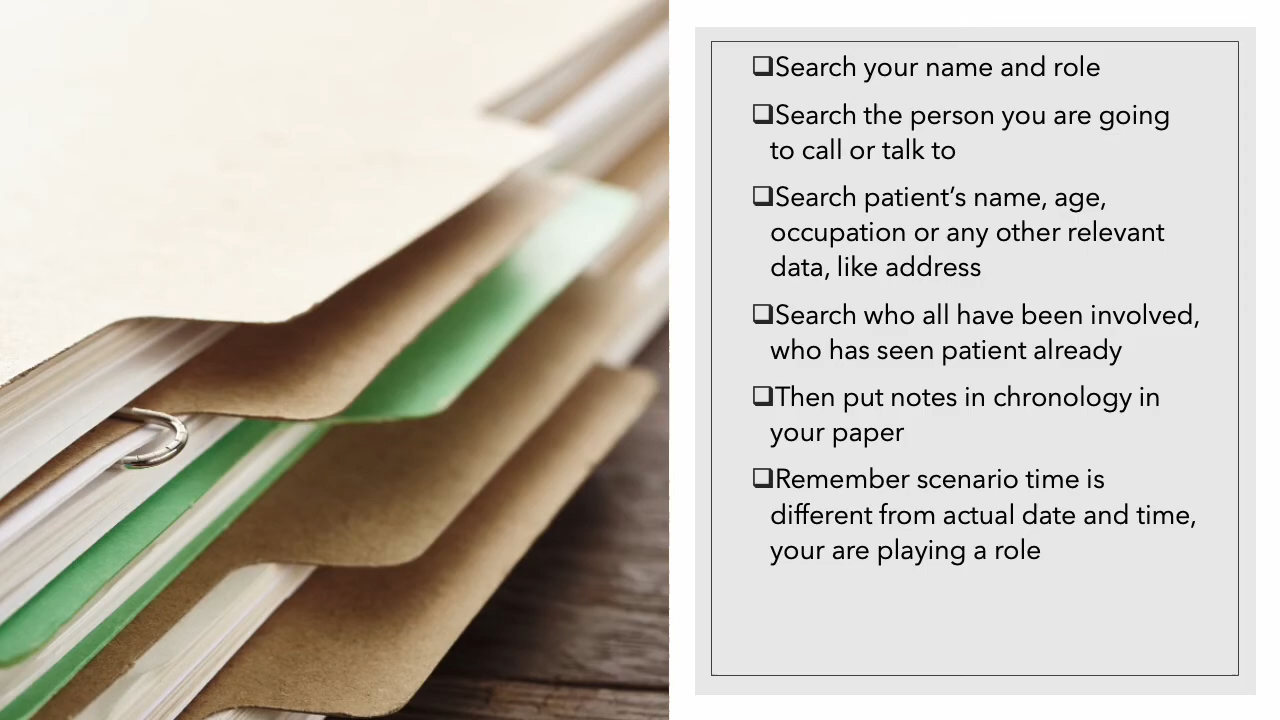 ❑Search your name and role
❑Search the person you are going
to call or talk to
❑Search patient’s name, age,
occupation or any other relevant
data, like address
❑Search who all have been involved,
who has seen patient already
❑Then put notes in chronology in
your paper
❑Remember scenario time is
different from actual date and time,
your are playing a role